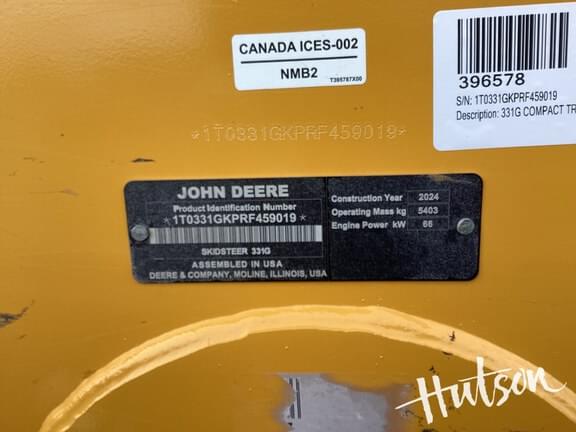 CANADA ICES-002
NMB2
T395787X00
396578
S/N: 1T0331GKPRF459019
Description: 331G COMPACT TR
*1T0331GKPRF459019*
JOHN DEERE
Product Identification Number
*1T0331GKPRF459019*
SKIDSTEER 331G
ASSEMBLED IN USA
DEERE & COMPANY, MOLINE, ILLINOIS, USA
Construction Year 2024
Operating Mass kg 5403
Engine Power kW 66
Hutson